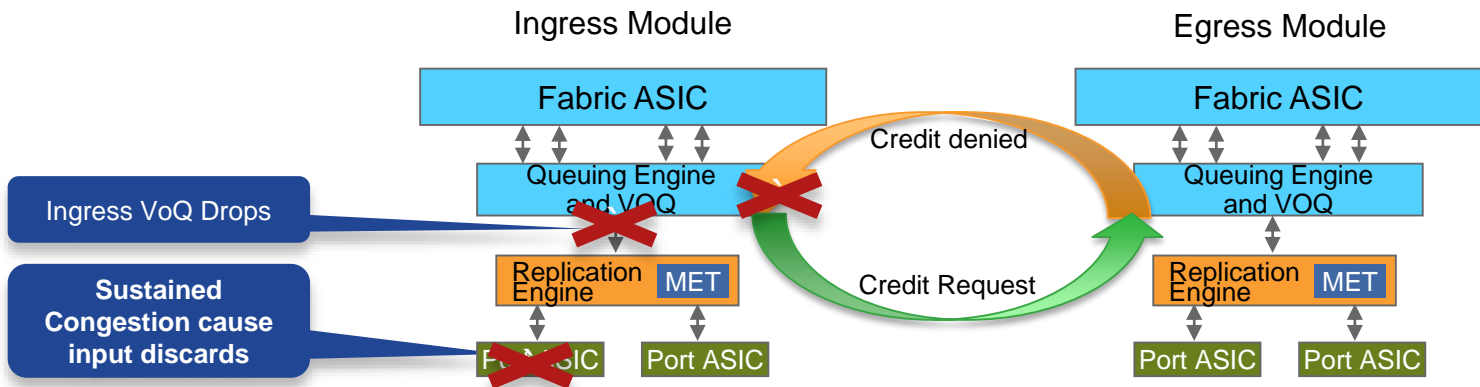 Ingress Module
Egress Module
Fabric ASIC
Fabric ASIC
Credit denied
Queuing Engine
and VOQ
Queuing Engine
and VOQ
Ingress VoQ Drops
Replication
Engine
MET
Credit Request
Replication
Engine
MET
Sustained
Congestion cause
input discards
Port ASIC
Port ASIC
Port ASIC
Port ASIC